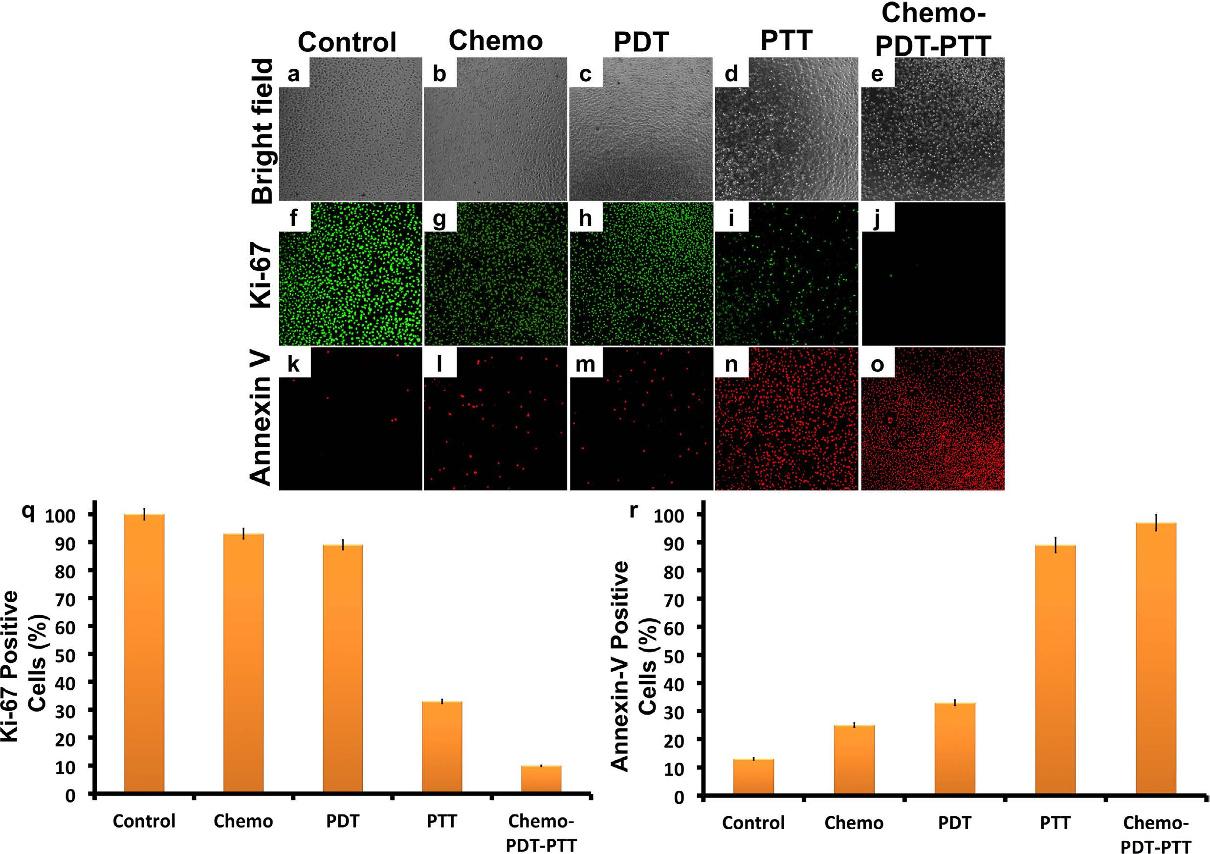 Control Chemo PDT PTT Chemo-
PDT-PTT
Bright field
a b c d e
Ki-67
f g h i j
Annexin V
k l m n o
q
Ki-67 Positive
Cells (%)
100
90
80
70
60
50
40
30
20
10
0
Control Chemo PDT PTT Chemo-
PDT-PTT
r
Annexin-V Positive
Cells (%)
100
90
80
70
60
50
40
30
20
10
0
Control Chemo PDT PTT Chemo-
PDT-PTT